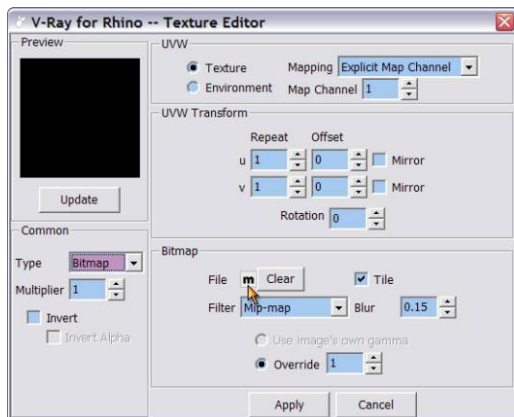 V-Ray for Rhino -- Texture Editor
Preview
Update
Common
Type Bitmap
Multiplier 1
Invert
Invert Alpha
UVW
Texture Mapping Explicit Map Channel
Environment Map Channel 1
UVW Transform
Repeat Offset
u 1 0 Mirror
v 1 0 Mirror
Rotation 0
Bitmap
File m Clear Tile
Filter Mip-map Blur 0.15
Use image's own gamma
Override 1
Apply Cancel